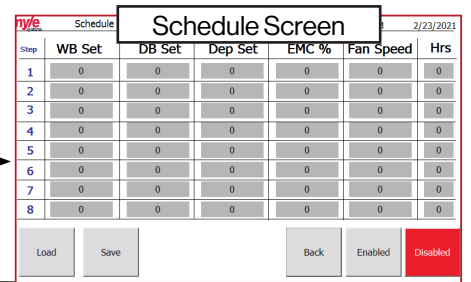 nyle
systems
Schedule
Schedule Screen
2/23/2021
Step WB Set DB Set Dep Set EMC % Fan Speed Hrs
1 0 0 0 0 0 0
2 0 0 0 0 0 0
3 0 0 0 0 0 0
4 0 0 0 0 0 0
5 0 0 0 0 0 0
6 0 0 0 0 0 0
7 0 0 0 0 0 0
8 0 0 0 0 0 0
Load Save Back Enabled Disabled